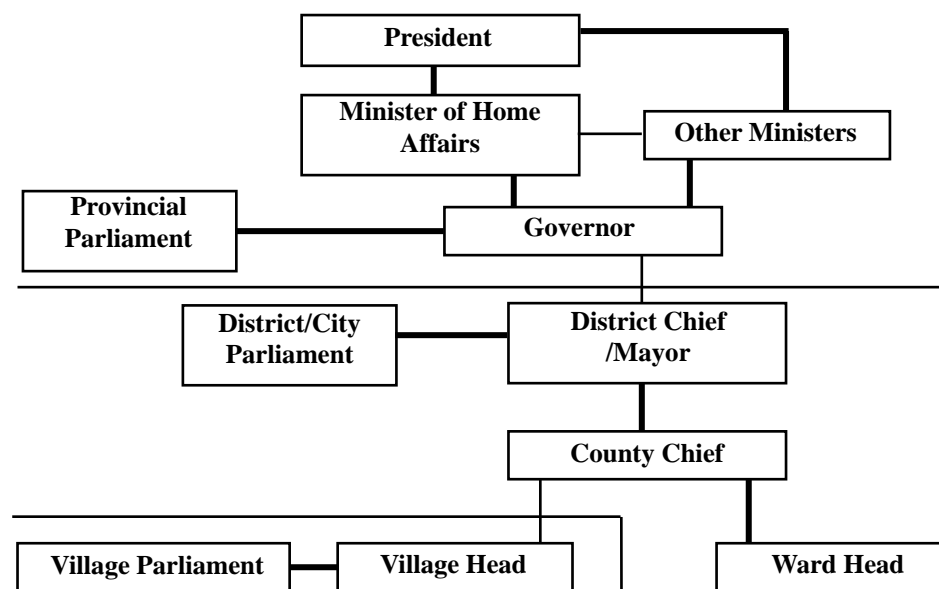 President
Minister of Home
Affairs
Other Ministers
Provincial
Parliament
Governor
District/City
Parliament
District Chief
/Mayor
County Chief
Village Parliament
Village Head
Ward Head